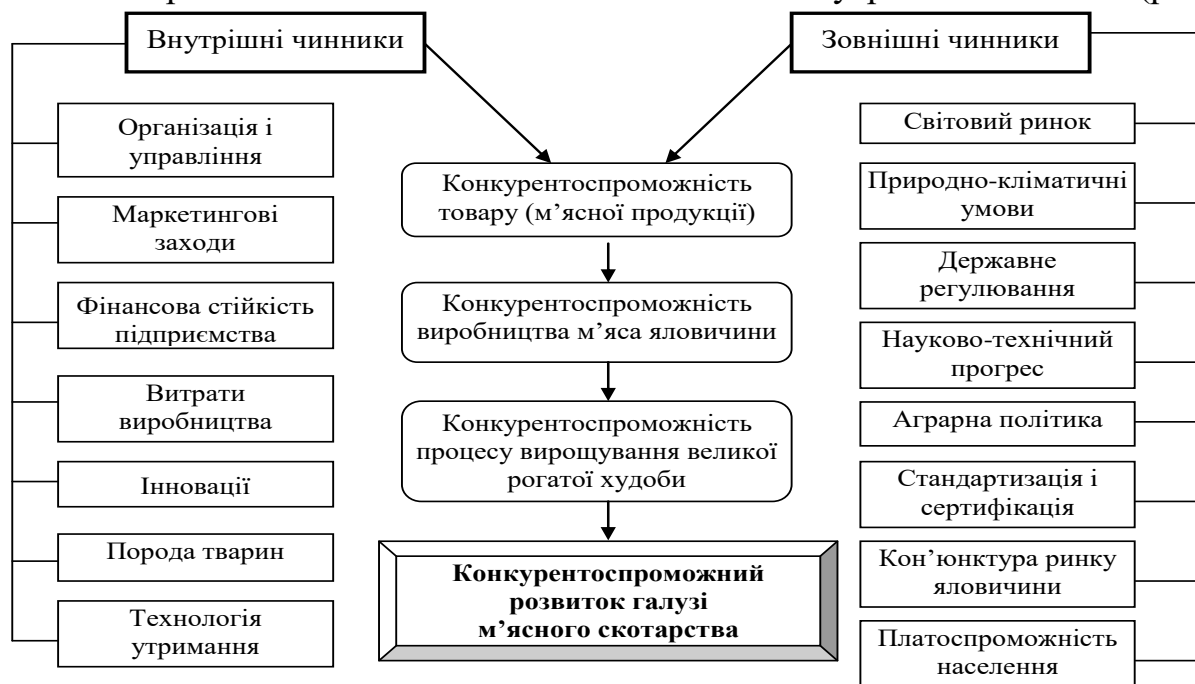 Внутрішні чинники
Зовнішні чинники
Організація і
управління
Маркетингові
заходи
Фінансова стійкість
підприємства
Витрати
виробництва
Інновації
Порода тварин
Технологія
утримання
Конкурентоспроможність
товару (м’ясної продукції)
Конкурентоспроможність
виробництва м’яса яловичини
Конкурентоспроможність
процесу вирощування великої
рогатої худоби
Конкурентоспроможний
розвиток галузі
м’ясного скотарства
Світовий ринок
Природно-кліматичні
умови
Державне
регулювання
Науково-технічний
прогрес
Аграрна політика
Стандартизація і
сертифікація
Кон’юнктура ринку
яловичини
Платоспроможність
населення